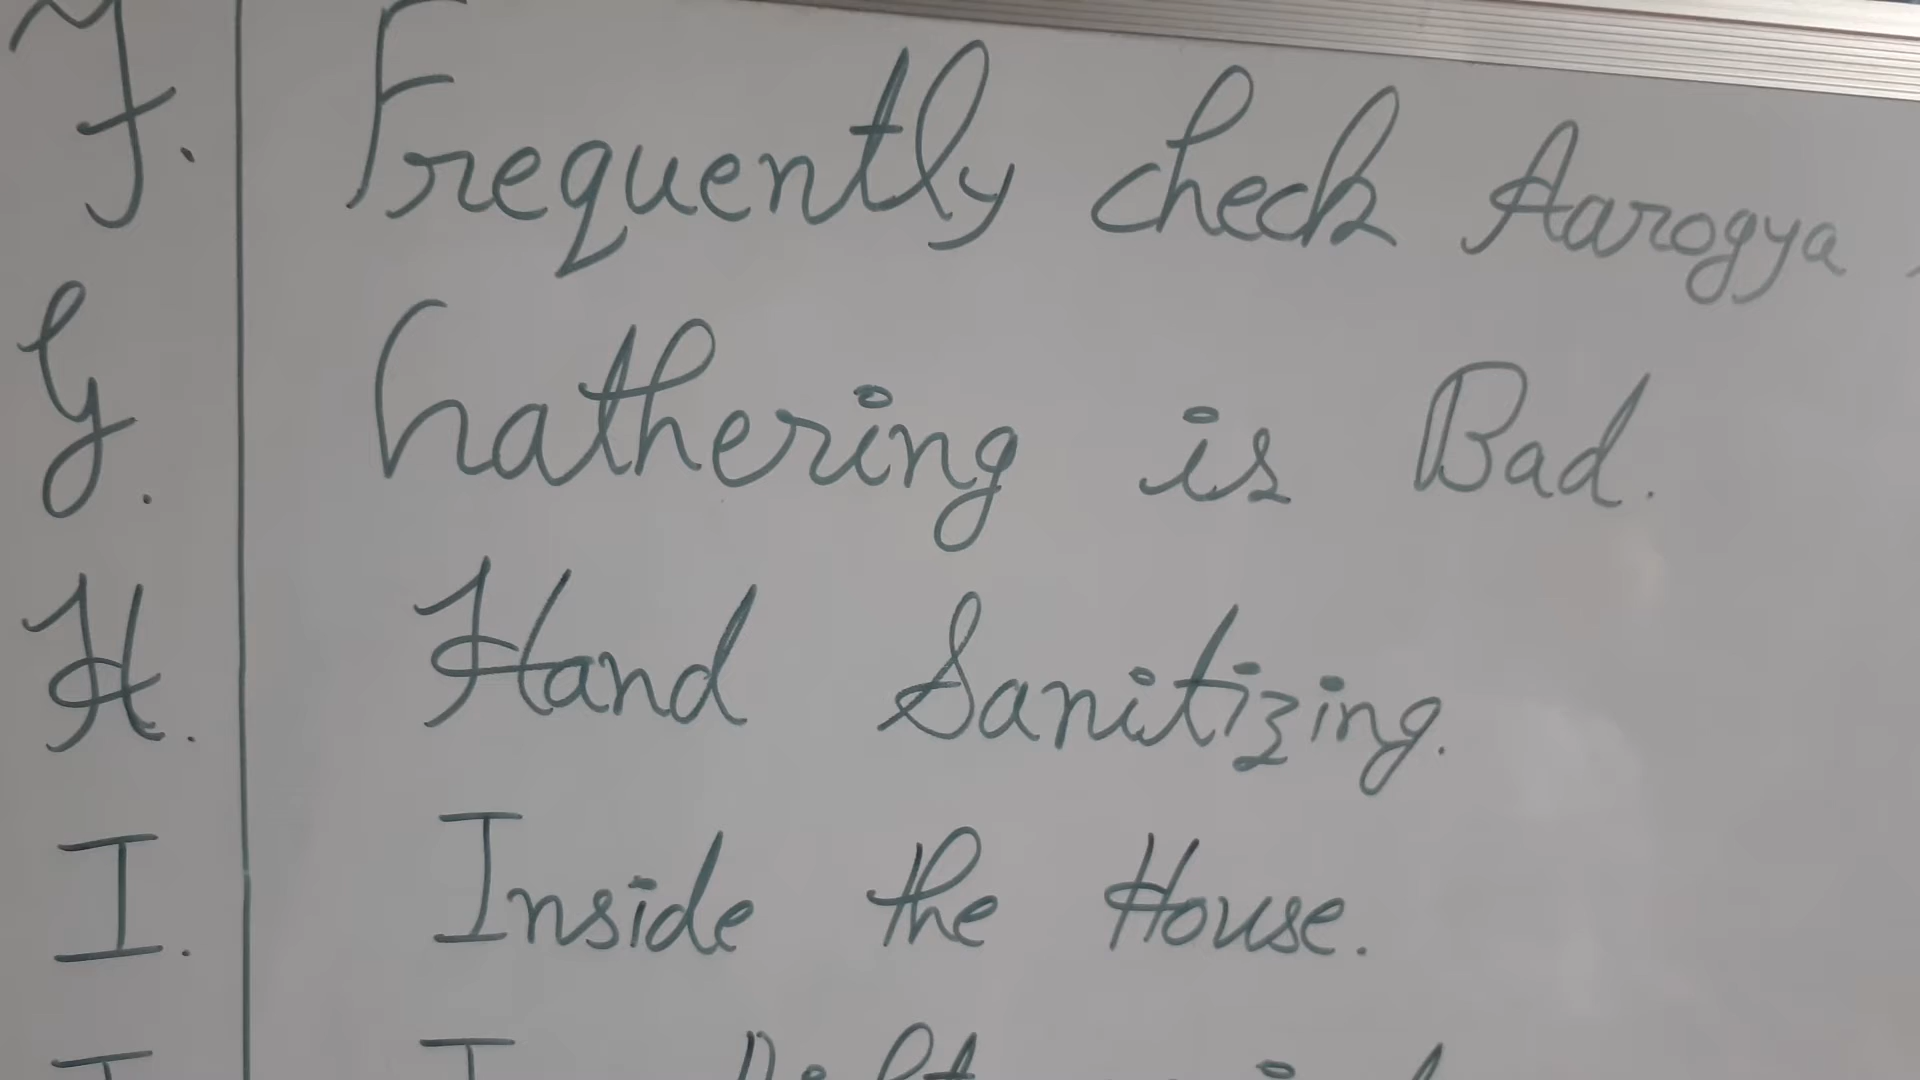 F. Frequently check Aarogya
G. Gathering is Bad.
H. Hand Sanitizing.
I. Inside the House.